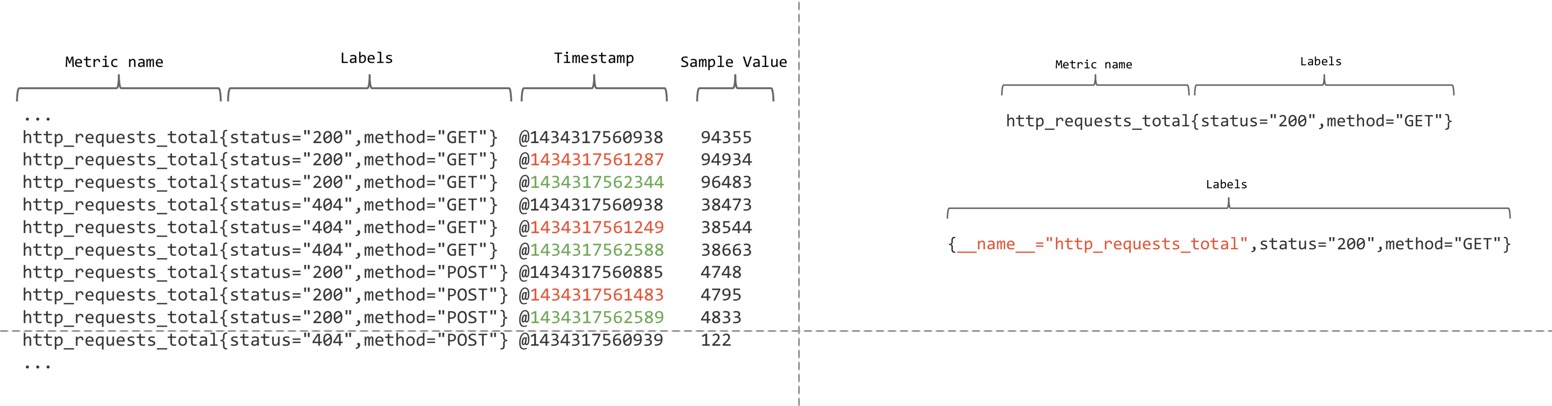 Metric name Labels Timestamp Sample Value
...
http_requests_total{status="200",method="GET"} @1434317560938 94355
http_requests_total{status="200",method="GET"} @1434317561287 94934
http_requests_total{status="200",method="GET"} @1434317562344 96483
http_requests_total{status="404",method="GET"} @1434317560938 38473
http_requests_total{status="404",method="GET"} @1434317561249 38544
http_requests_total{status="404",method="GET"} @1434317562588 38663
http_requests_total{status="200",method="POST"} @1434317560885 4748
http_requests_total{status="200",method="POST"} @1434317561483 4795
http_requests_total{status="200",method="POST"} @1434317562589 4833
http_requests_total{status="404",method="POST"} @1434317560939 122
...
Metric name Labels
http_requests_total{status="200",method="GET"}
Labels
{__name__="http_requests_total",status="200",method="GET"}